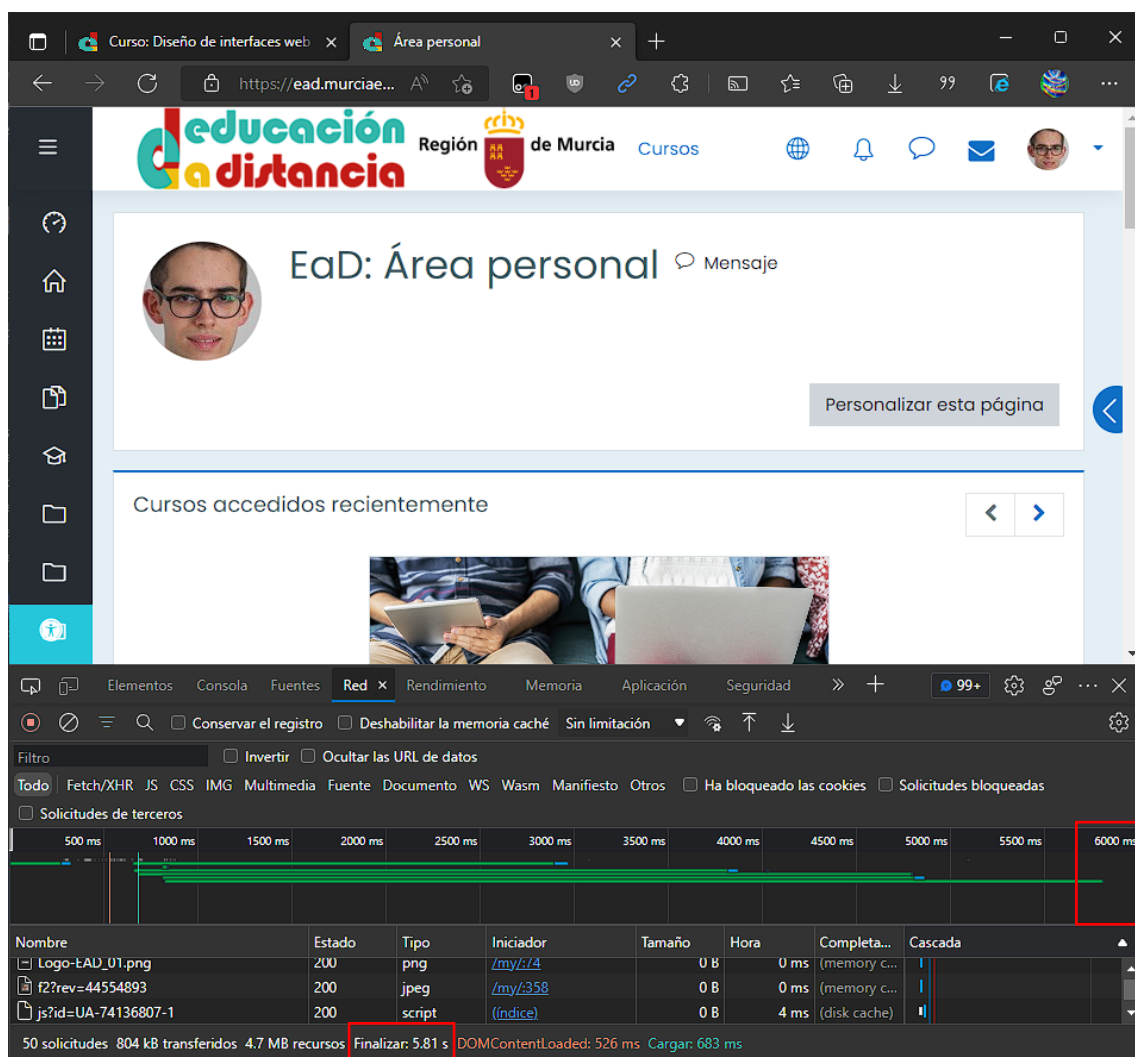 Curso: Diseño de interfaces web
Área personal
https://ead.murciae...
1
99
educación
a distancia
Región de Murcia
Cursos
EaD: Área personal
Mensaje
Personalizar esta página
Cursos accedidos recientemente
Elementos Consola Fuentes Red Rendimiento Memoria Aplicación Seguridad 99+
Conservar el registro Deshabilitar la memoria caché Sin limitación
Filtro Invertir Ocultar las URL de datos
Todo Fetch/XHR JS CSS IMG Multimedia Fuente Documento WS Wasm Manifiesto Otros Ha bloqueado las cookies Solicitudes bloqueadas
Solicitudes de terceros
500 ms 1000 ms 1500 ms 2000 ms 2500 ms 3000 ms 3500 ms 4000 ms 4500 ms 5000 ms 5500 ms 6000 ms
Nombre Estado Tipo Iniciador Tamaño Hora Completa... Cascada
Logo-EAD_01.png 200 png /my/:74 0 B 0 ms (memory c...
f2?rev=44554893 200 jpeg /my/:358 0 B 0 ms (memory c...
js?id=UA-74136807-1 200 script (índice) 0 B 4 ms (disk cache)
50 solicitudes 804 kB transferidos 4.7 MB recursos Finalizar: 5.81 s DOMContentLoaded: 526 ms Cargar: 683 ms